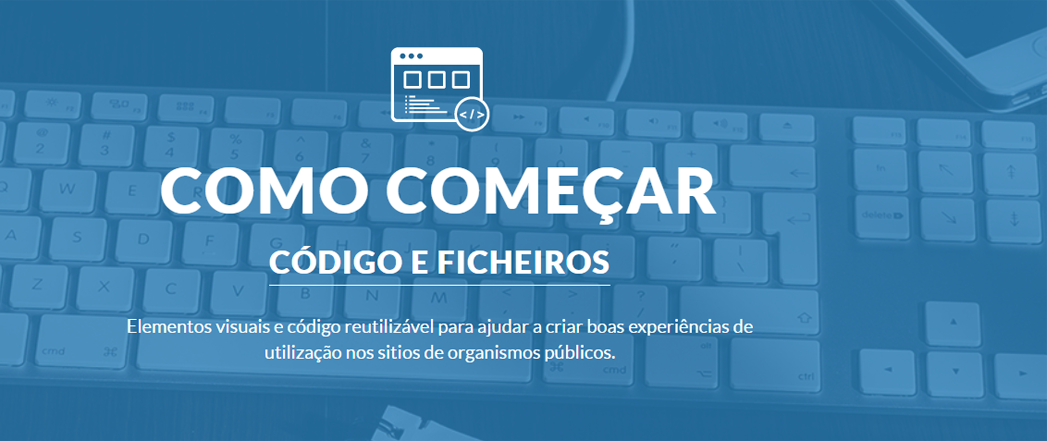 </>
COMO COMEÇAR
CÓDIGO E FICHEIROS
Elementos visuais e código reutilizável para ajudar a criar boas experiências de
utilização nos sitios de organismos públicos.